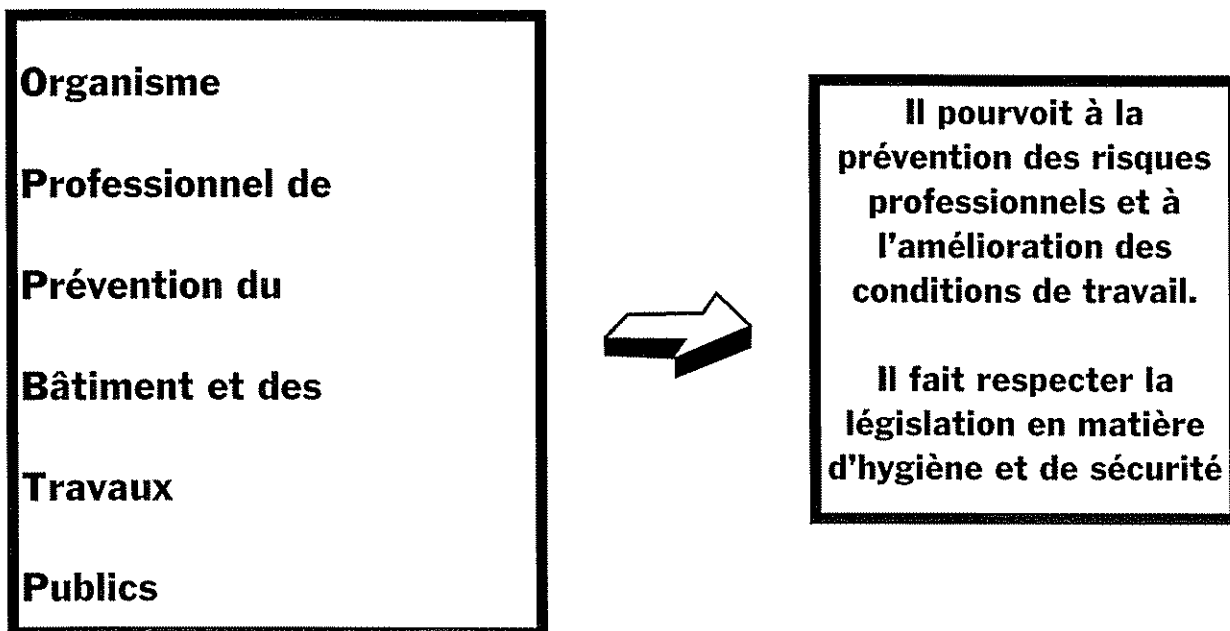 Organisme
Professionnel de
Prévention du
Bâtiment et des
Travaux
Publics
Il pourvoit à la
prévention des risques
professionnels et à
l'amélioration des
conditions de travail.
Il fait respecter la
législation en matière
d'hygiène et de sécurité